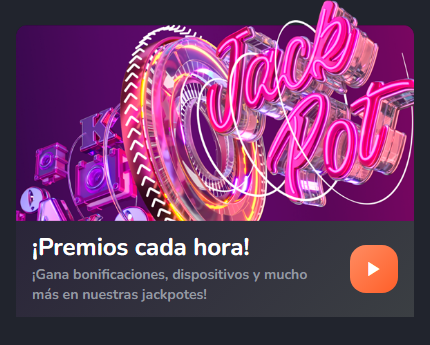 Jack
Pot
¡Premios cada hora!
¡Gana bonificaciones, dispositivos y mucho
más en nuestras jackpotes!